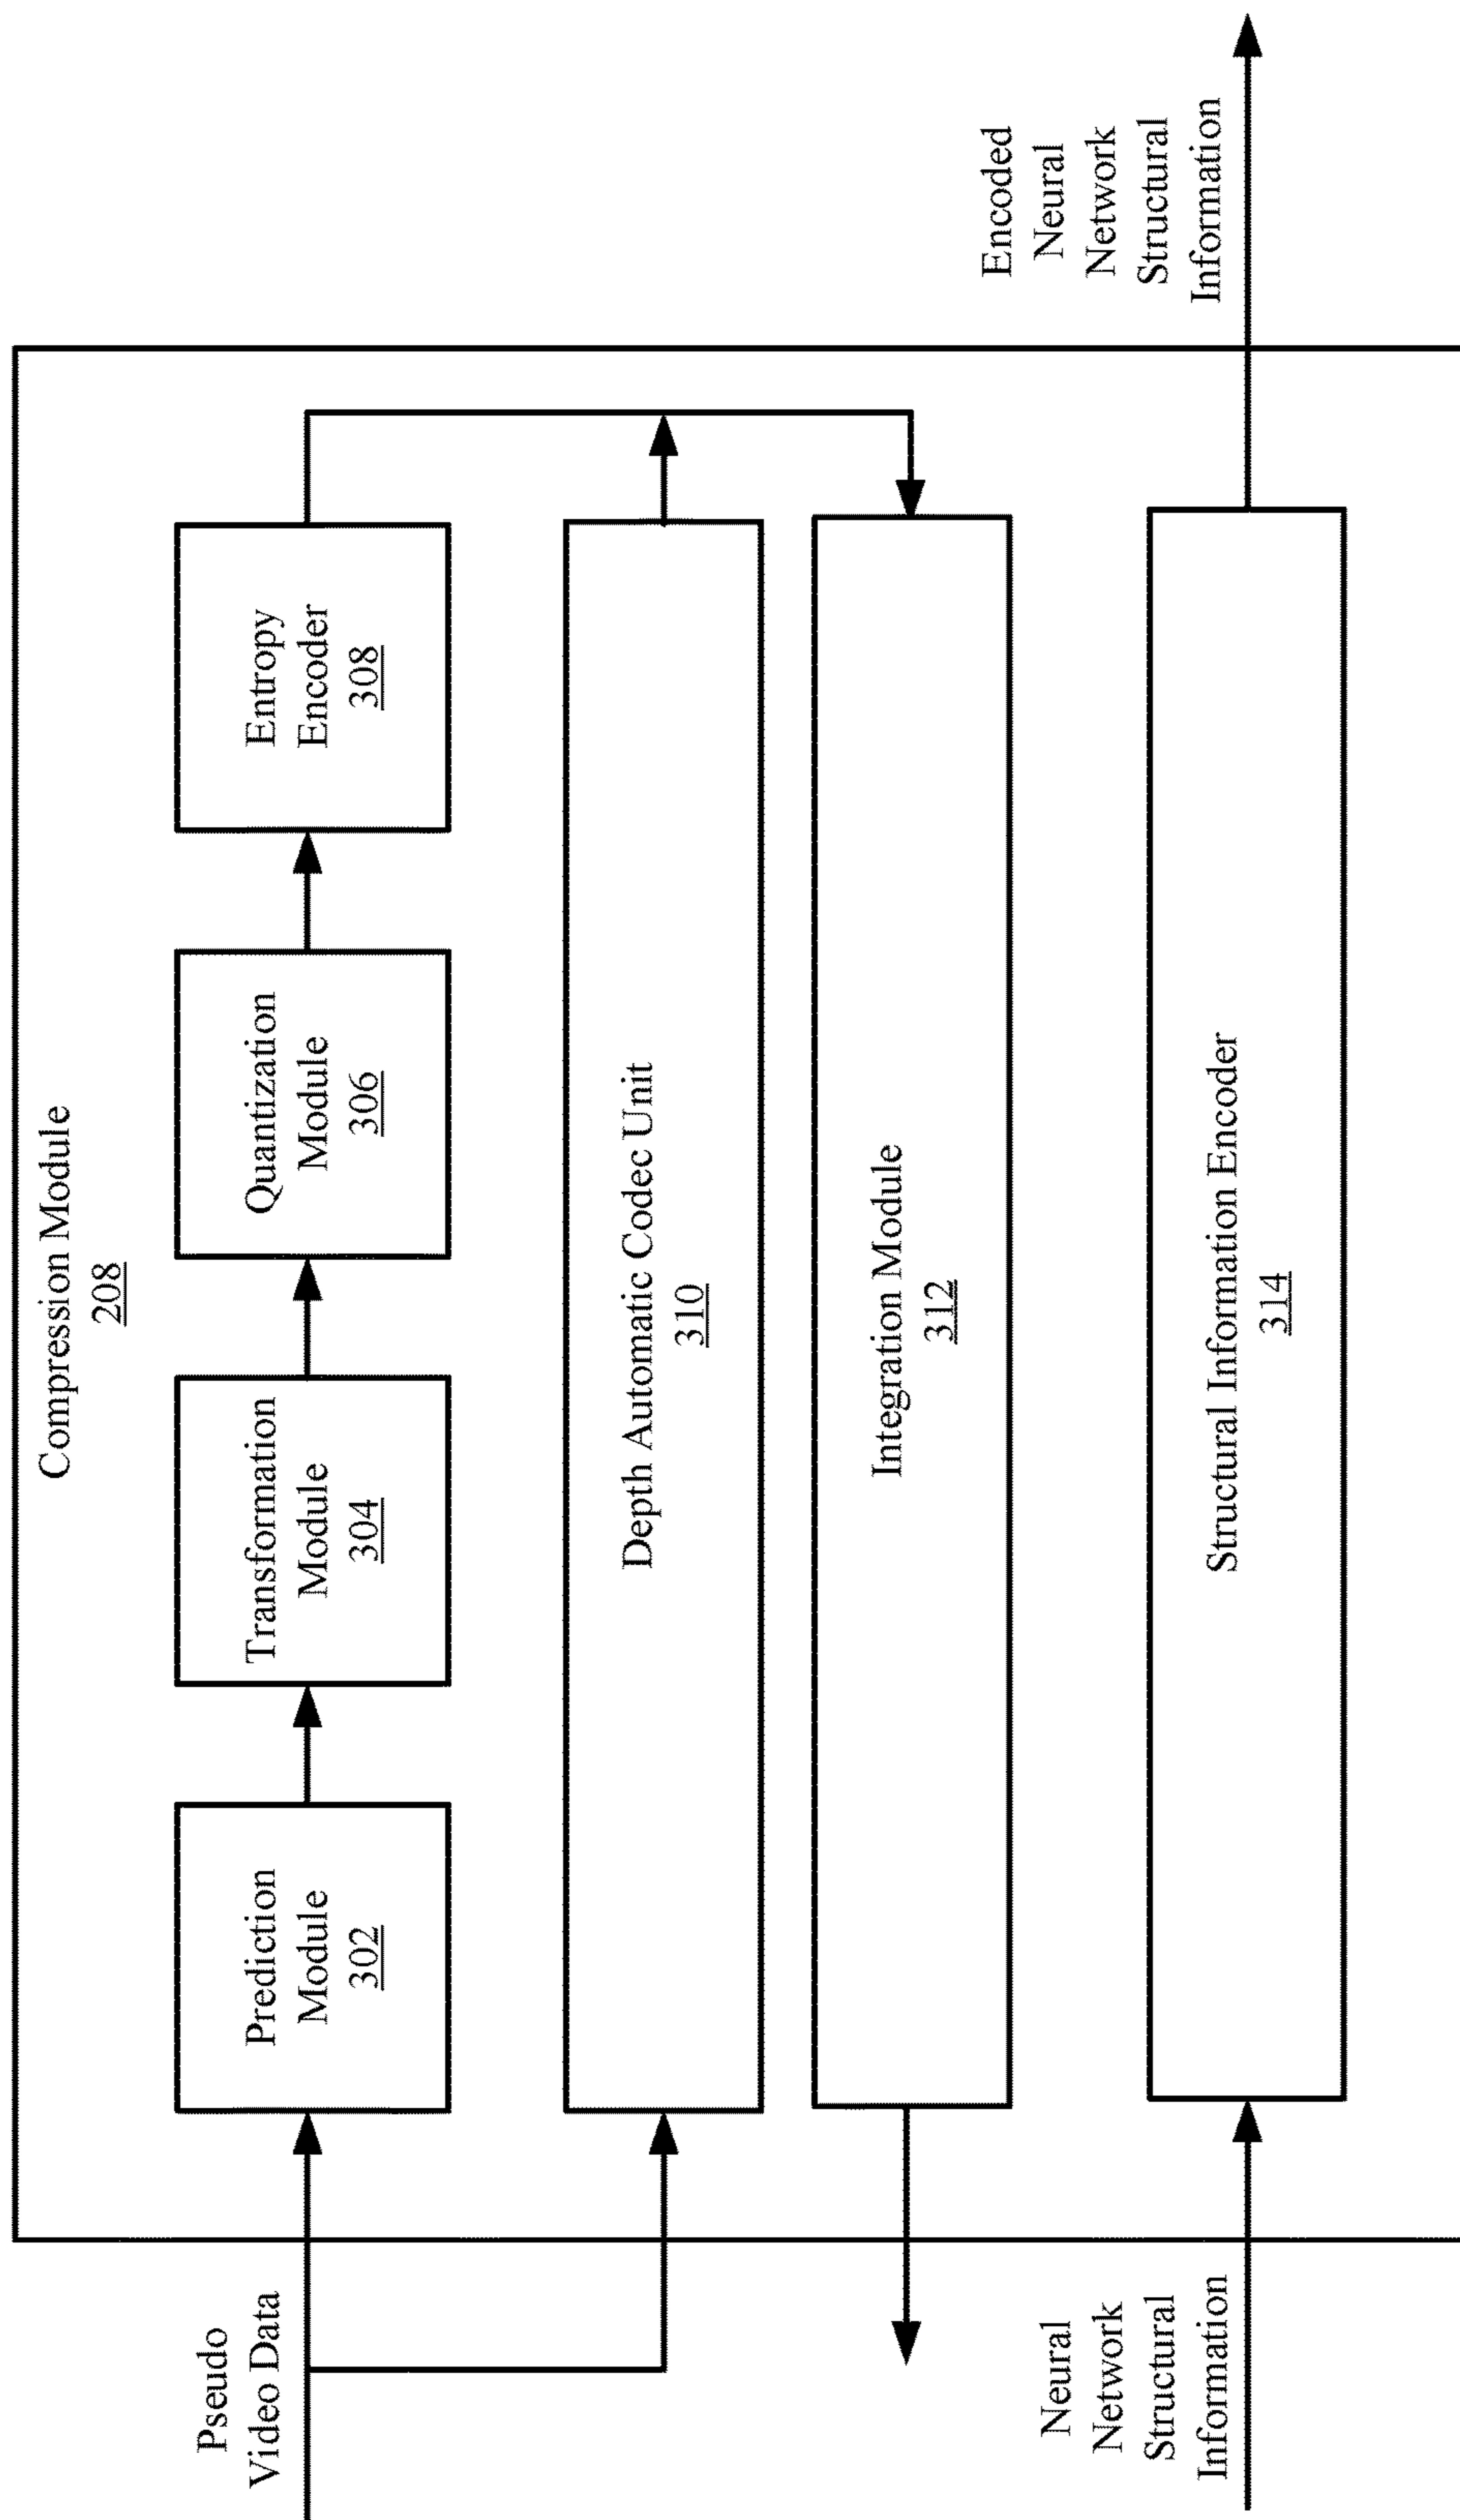 Compression Module
208
Pseudo
Video Data
Prediction
Module
302
Transformation
Module
304
Quantization
Module
306
Entropy
Encoder
308
Depth Automatic Codec Unit
310
Integration Module
312
Neural
Network
Structural
Information
Structural Information Encoder
314
Encoded
Neural
Network
Structural
Information